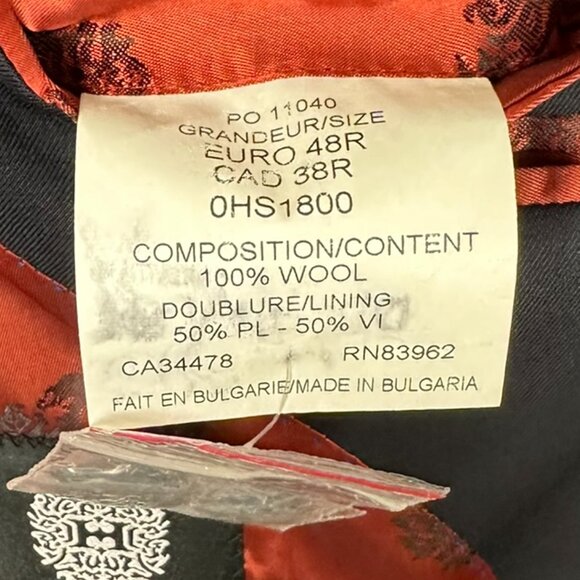 PO 11040
GRANDEUR/SIZE
EURO 48R
CAD 38R
0HS1800
COMPOSITION/CONTENT
100% WOOL
DOUBLURE/LINING
50% PL - 50% VI
CA34478 RN83962
FAIT EN BULGARIE/MADE IN BULGARIA